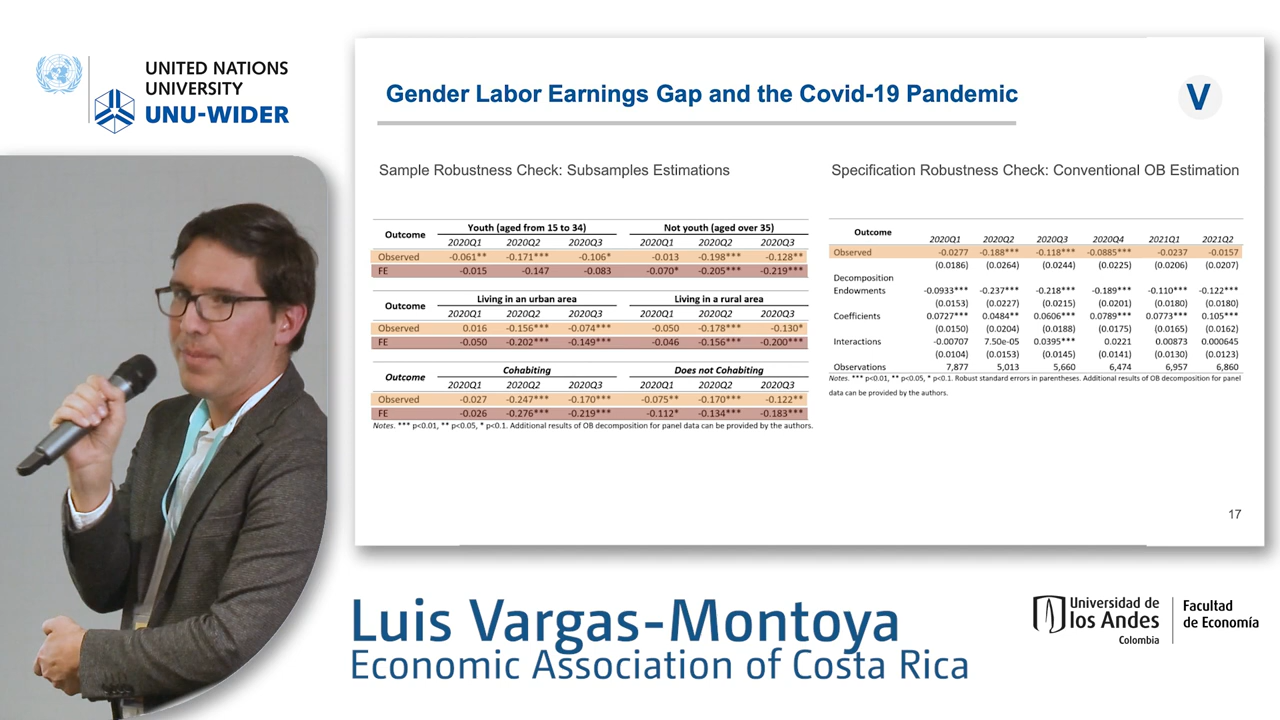 UNITED NATIONS
UNIVERSITY
UNU-WIDER
Gender Labor Earnings Gap and the Covid-19 Pandemic
V
Sample Robustness Check: Subsamples Estimations
Outcome Youth (aged from 15 to 34) Not youth (aged over 35)
2020Q1 2020Q2 2020Q3 2020Q1 2020Q2 2020Q3
Observed -0.061** -0.171*** -0.106* -0.013 -0.198*** -0.128**
FE -0.015 -0.147 -0.083 -0.070* -0.205*** -0.219***
Outcome Living in an urban area Living in a rural area
2020Q1 2020Q2 2020Q3 2020Q1 2020Q2 2020Q3
Observed 0.016 -0.156*** -0.074*** -0.050 -0.178*** -0.130*
FE -0.050 -0.202*** -0.149*** -0.046 -0.156*** -0.200***
Outcome Cohabiting Does not Cohabiting
2020Q1 2020Q2 2020Q3 2020Q1 2020Q2 2020Q3
Observed -0.027 -0.247*** -0.170*** -0.075** -0.170*** -0.122**
FE -0.026 -0.276*** -0.219*** -0.112* -0.134*** -0.183***
Notes. *** p<0.01, ** p<0.05, * p<0.1. Additional results of OB decomposition for panel data can be provided by the authors.
Specification Robustness Check: Conventional OB Estimation
Outcome
2020Q1 2020Q2 2020Q3 2020Q4 2021Q1 2021Q2
Observed -0.0277 -0.188*** -0.118*** -0.0885*** -0.0237 -0.0157
(0.0186) (0.0264) (0.0244) (0.0225) (0.0206) (0.0207)
Decomposition
Endowments -0.0933*** -0.237*** -0.218*** -0.189*** -0.110*** -0.122***
(0.0153) (0.0227) (0.0215) (0.0201) (0.0180) (0.0180)
Coefficients 0.0727*** 0.0484** 0.0606*** 0.0789*** 0.0773*** 0.105***
(0.0150) (0.0204) (0.0188) (0.0175) (0.0165) (0.0162)
Interactions -0.00707 7.50e-05 0.0395*** 0.0221 0.00873 0.000645
(0.0104) (0.0153) (0.0145) (0.0141) (0.0130) (0.0123)
Observations 7,877 5,013 5,660 6,474 6,957 6,860
Notes. *** p<0.01, ** p<0.05, * p<0.1. Robust standard errors in parentheses. Additional results of OB decomposition for panel
data can be provided by the authors.
17
Luis Vargas-Montoya
Economic Association of Costa Rica
Universidad de
los Andes
Colombia
Facultad
de Economía